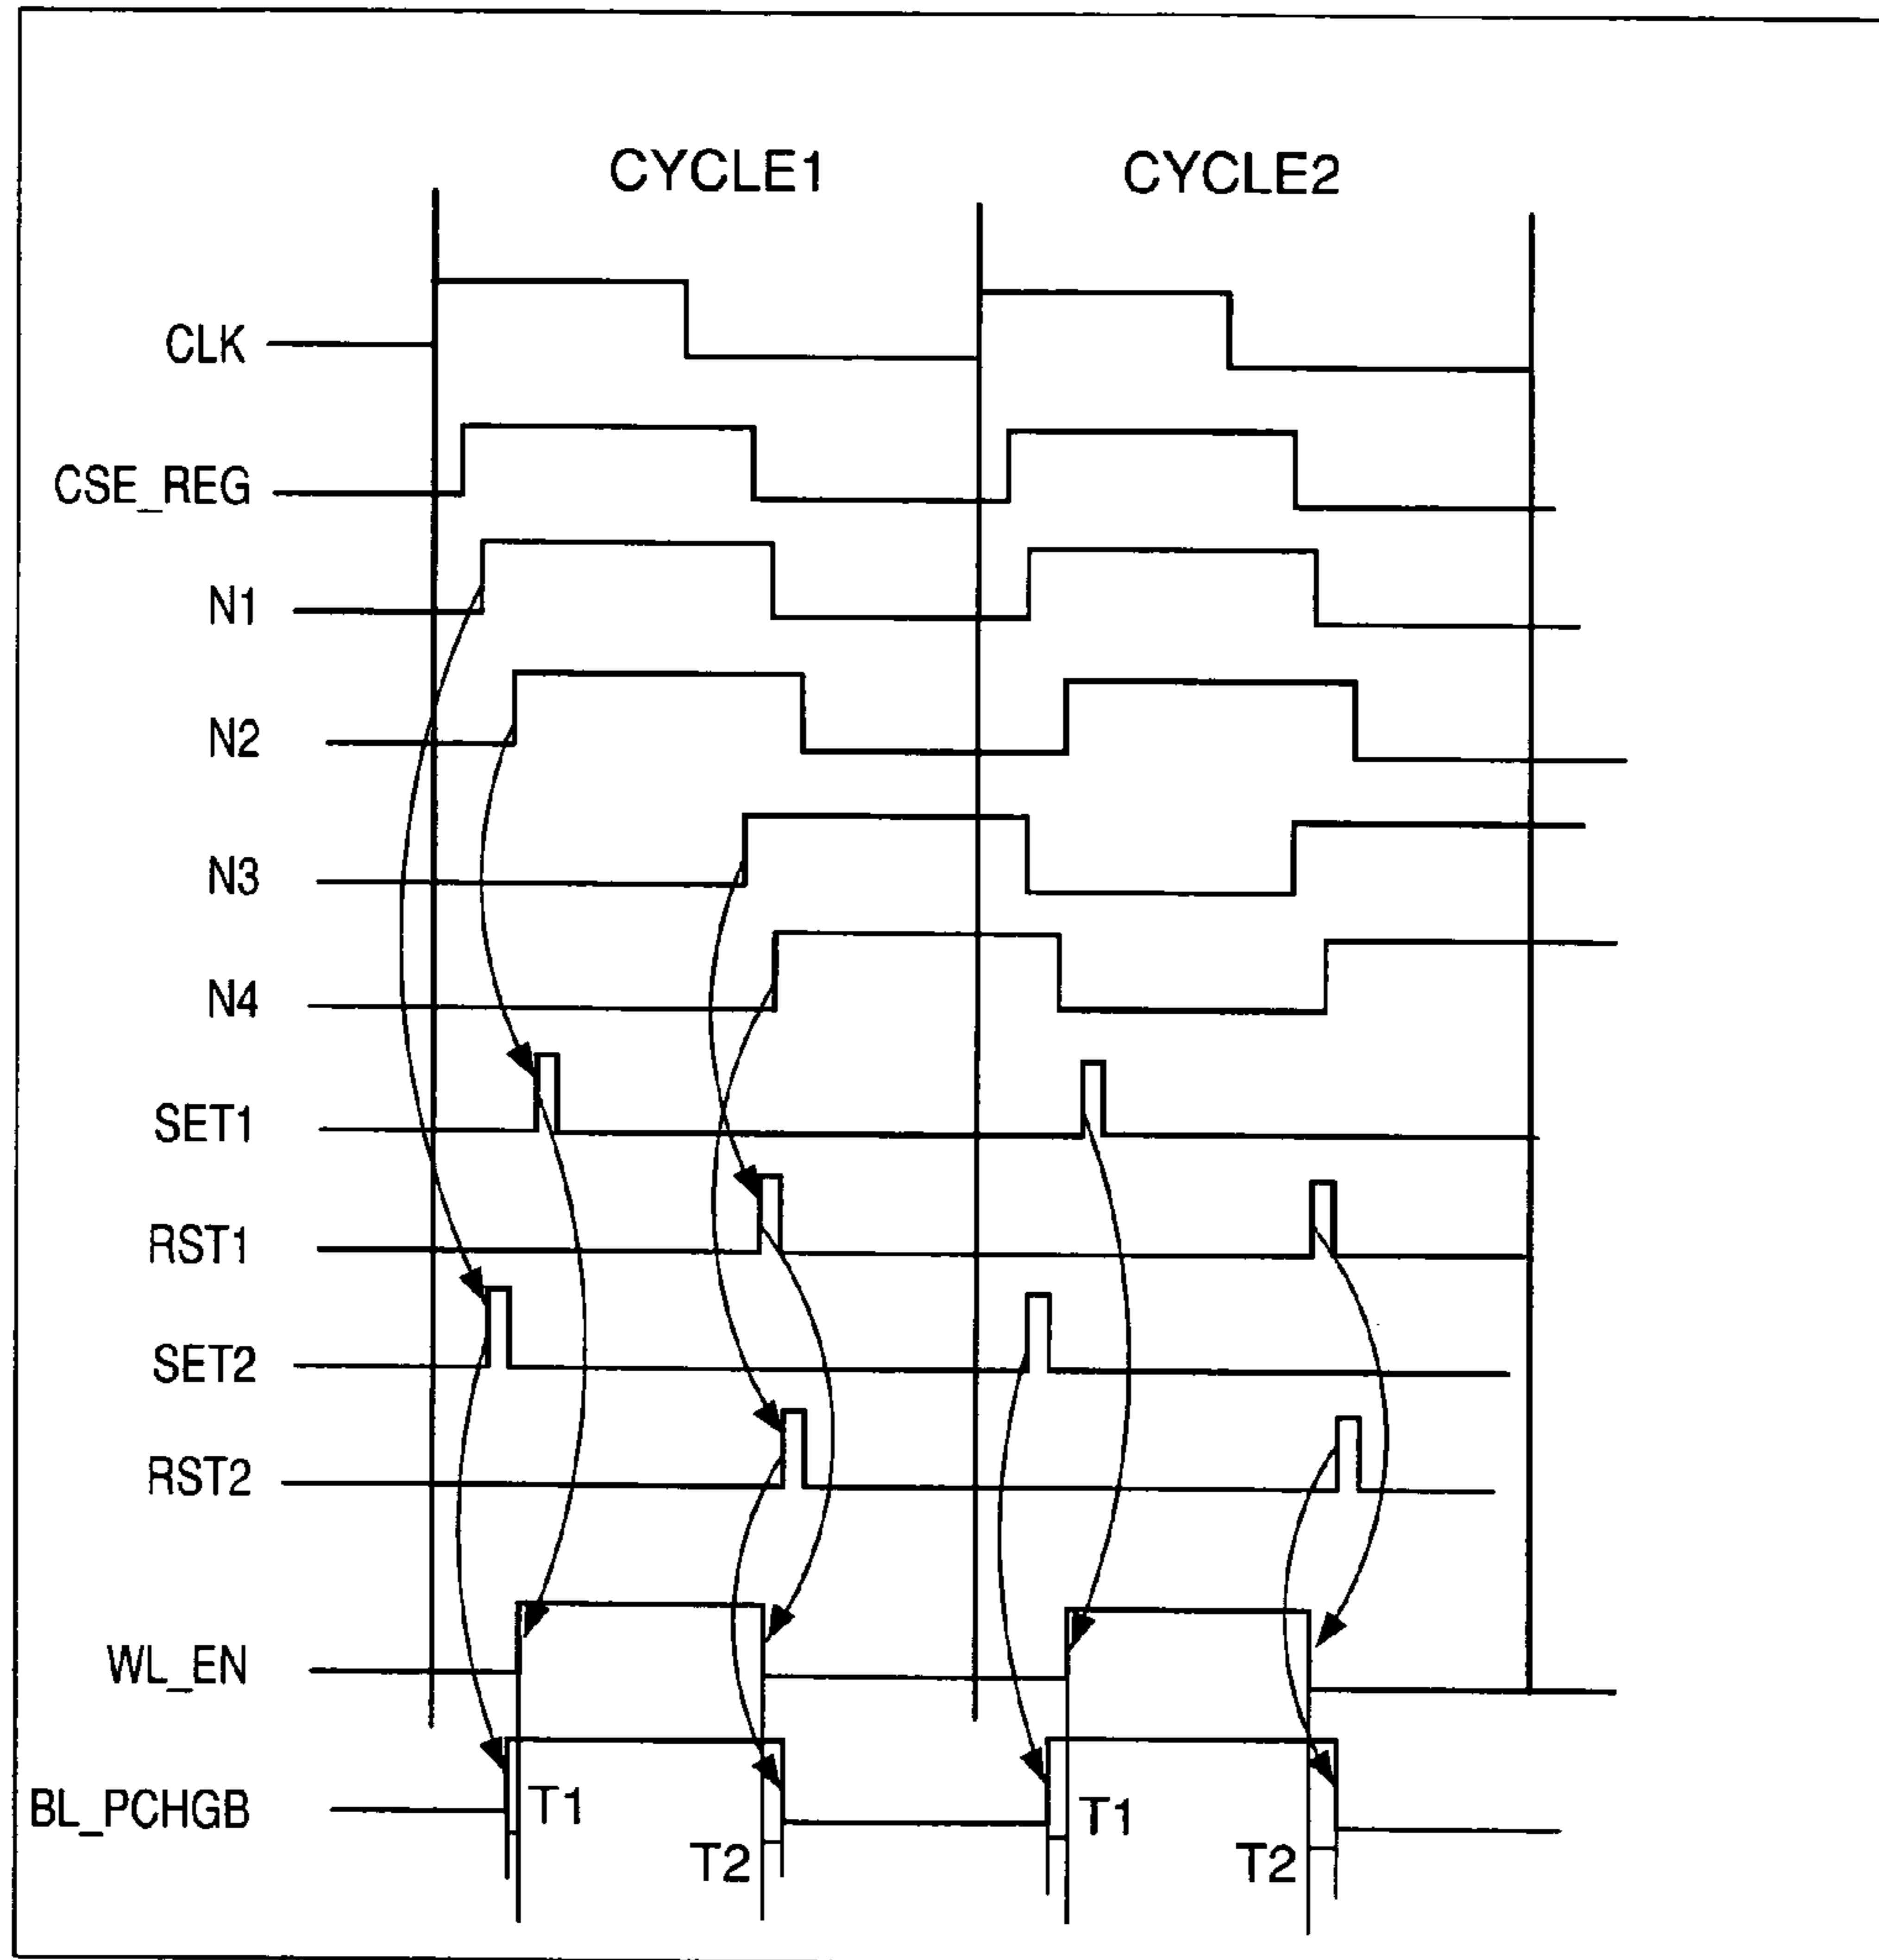 CYCLE1 CYCLE2
CLK
CSE_REG
N1
N2
N3
N4
SET1
RST1
SET2
RST2
WL_EN
BL_PCHGB
T1 T1
T2 T2